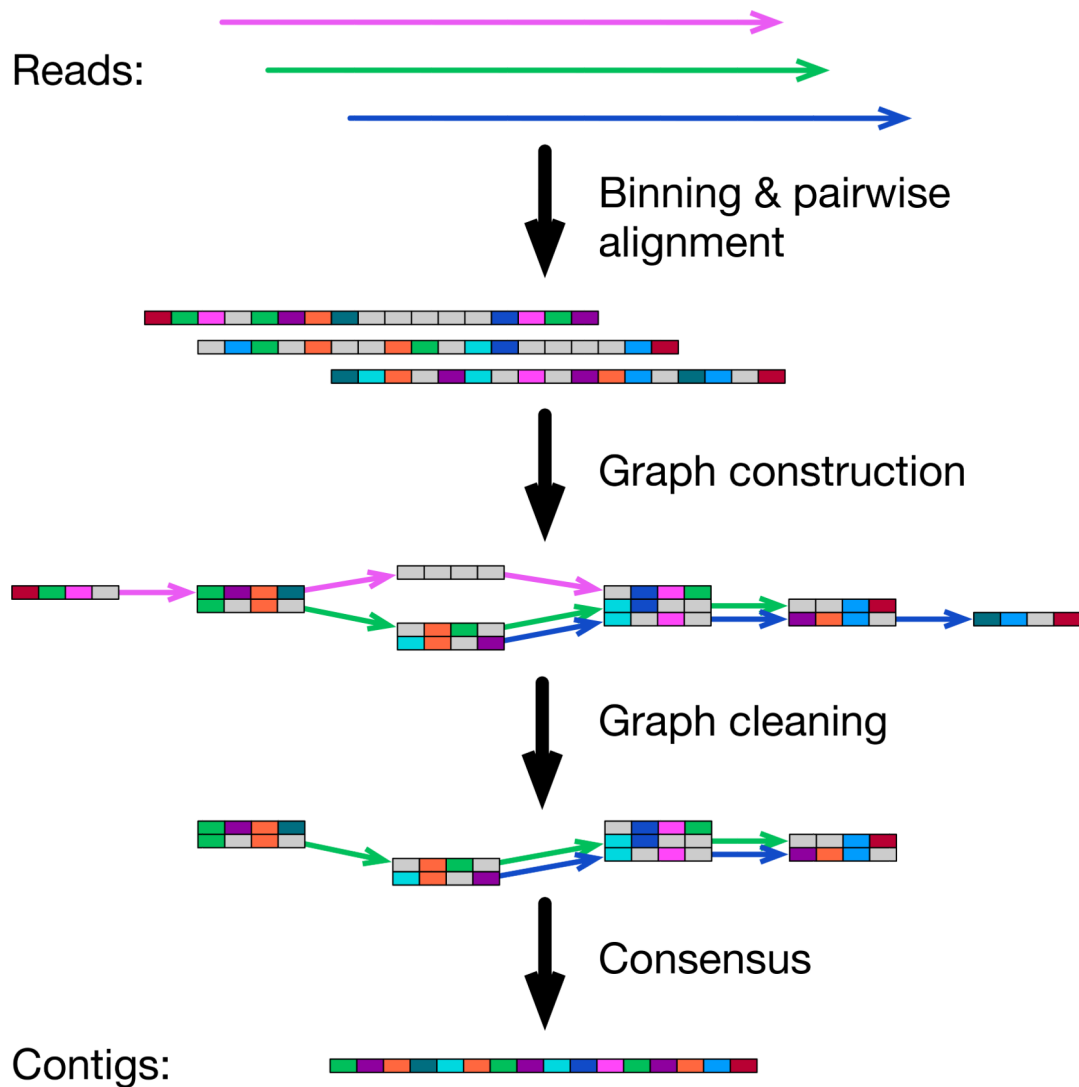 Reads:
Binning & pairwise
alignment
Graph construction
Graph cleaning
Consensus
Contigs: